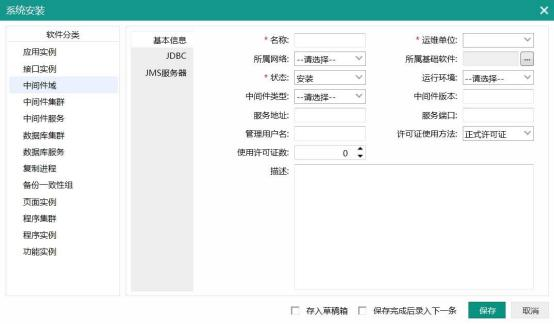 系统安装
软件分类
应用实例
接口实例
中间件域
中间件集群
中间件服务
数据库集群
数据库服务
复制进程
备份一致性组
页面实例
程序集群
程序实例
功能实例
基本信息
JDBC
JMS服务器
* 名称:
* 运维单位:
所属网络: --请选择--
所属基础软件: ...
* 状态: 安装
运行环境: --请选择--
中间件类型: --请选择--
中间件版本:
服务地址:
服务端口:
管理用户名:
许可证使用方法: 正式许可证
使用许可证数: 0
描述:
存入草稿箱 保存完成后录入下一条 保存 取消